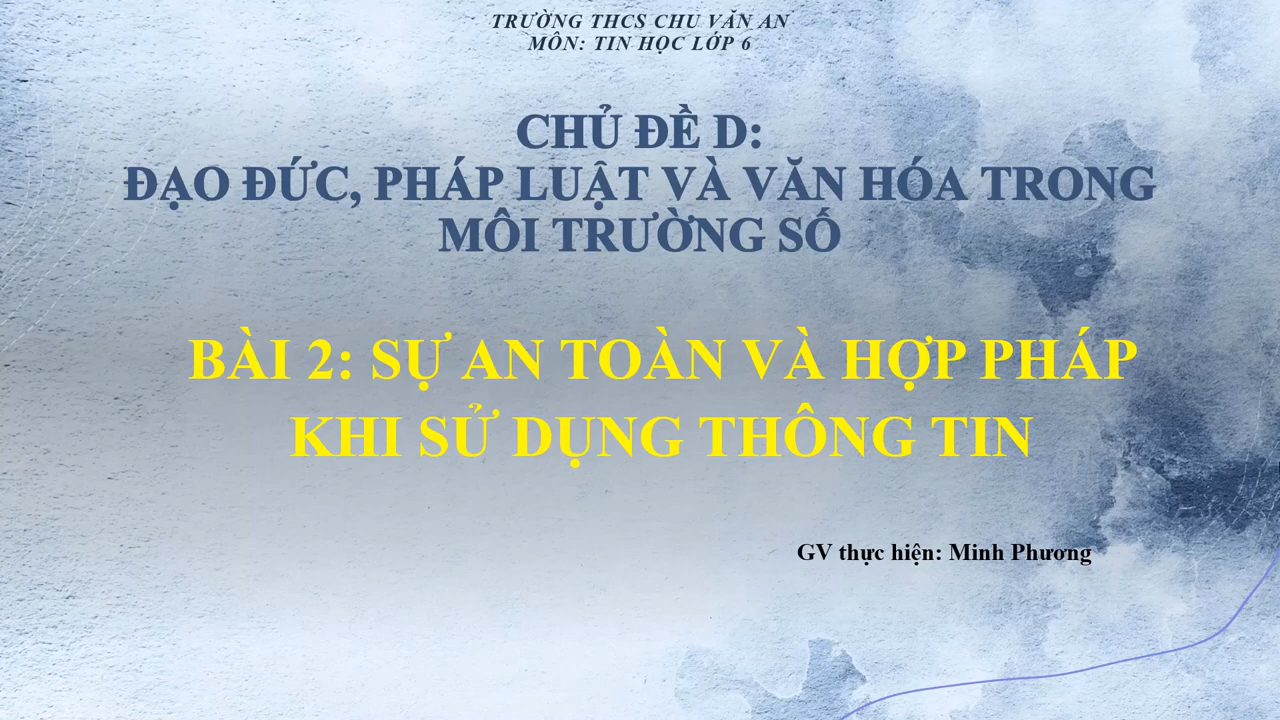 TRƯỜNG THCS CHU VĂN AN
MÔN: TIN HỌC LỚP 6
CHỦ ĐỀ D:
ĐẠO ĐỨC, PHÁP LUẬT VÀ VĂN HÓA TRONG
MÔI TRƯỜNG SỐ
BÀI 2: SỰ AN TOÀN VÀ HỢP PHÁP
KHI SỬ DỤNG THÔNG TIN
GV thực hiện: Minh Phương